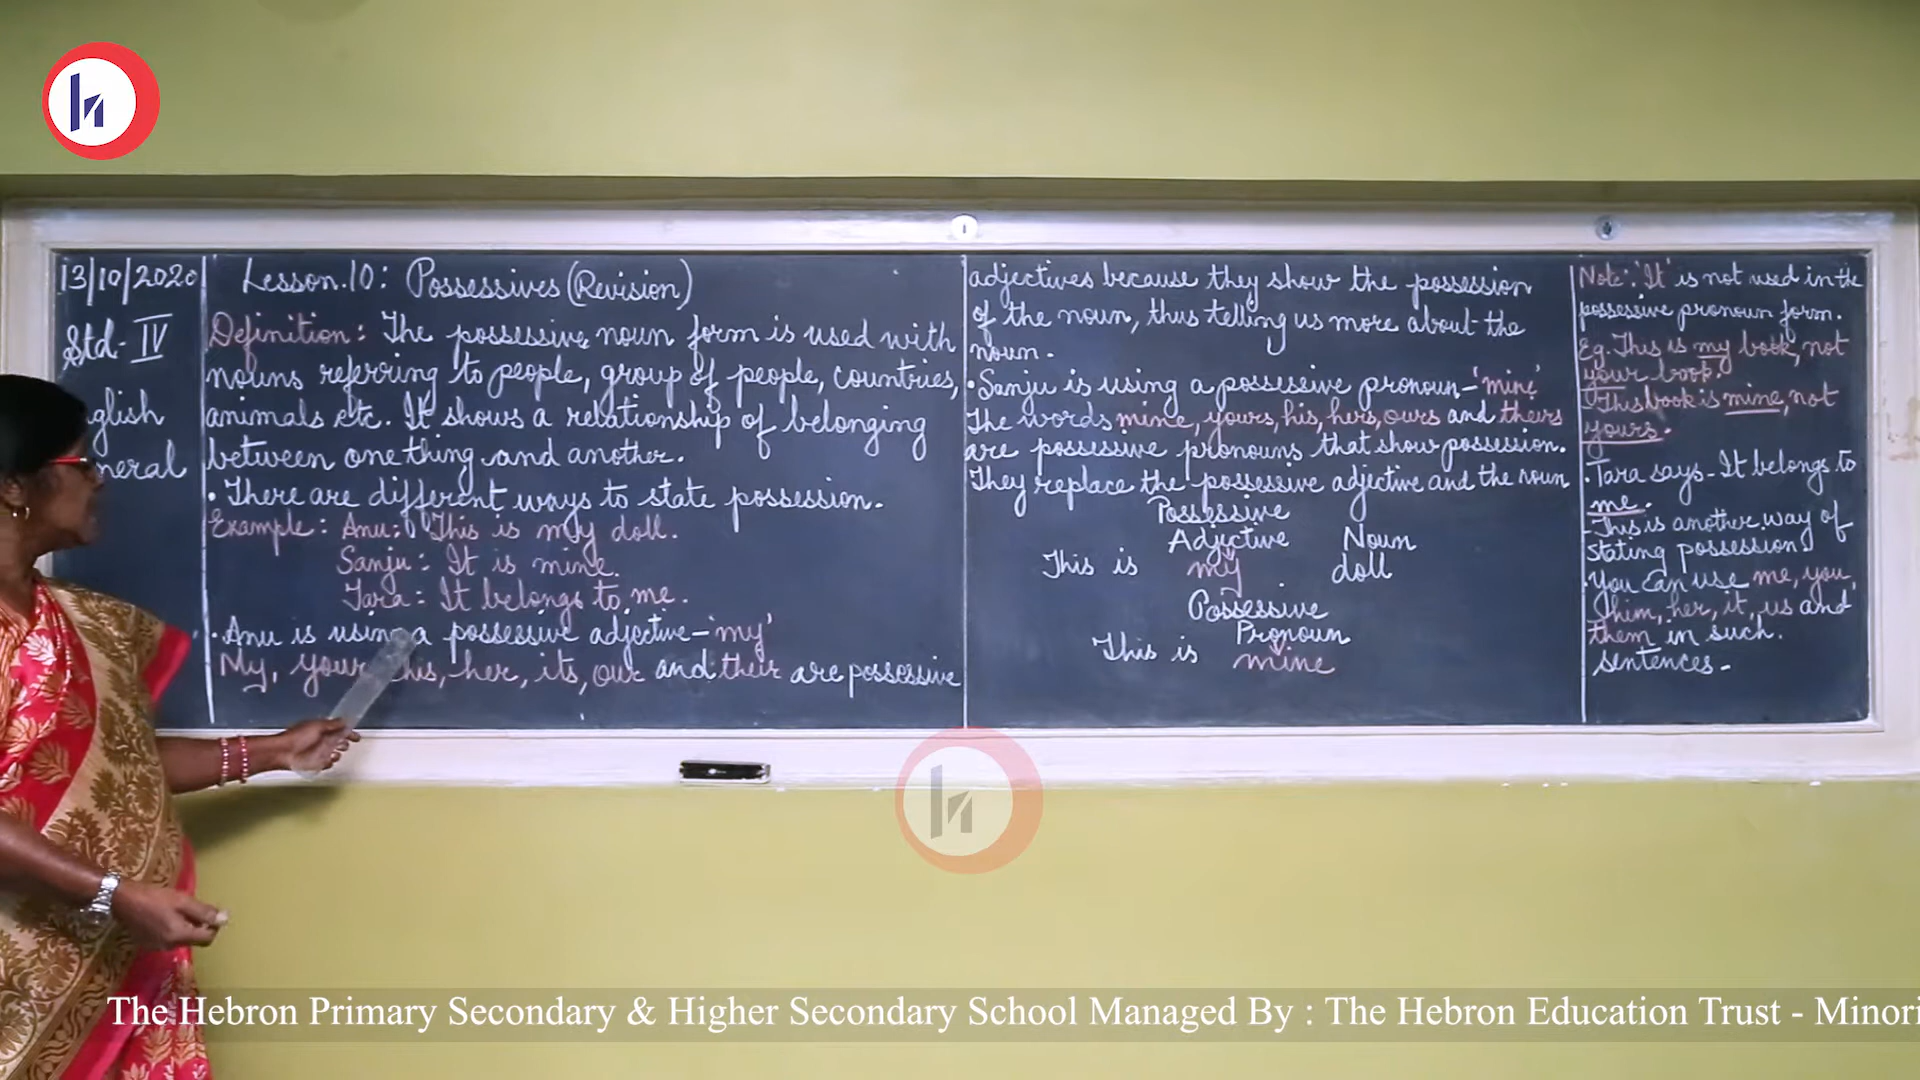 13/10/2020
Std-IV
glish
neral
Lesson.10: Possessives (Revision)
Definition: The possessive noun form is used with
nouns referring to people, group of people, countries,
animals etc. It shows a relationship of belonging
between one thing and another.
• There are different ways to state possession.
Example: Anu: This is my doll.
Sanju: It is mine.
Tara: It belongs to me.
• Anu is using a possessive adjective - 'my'
My, your, his, her, its, our and their are possessive
adjectives because they show the possession
of the noun, thus telling us more about the
noun.
• Sanju is using a possessive pronoun - 'mine'
The words mine, yours, his, hers, ours and theirs
are possessive pronouns that show possession.
They replace the possessive adjective and the noun
Possessive
Adjective Noun
This is my doll
Possessive
Pronoun
This is mine
Note: 'It' is not used in the
possessive pronoun form.
Eg. This is my book, not
your book.
- This book is mine, not
yours.
• Tara says - It belongs to
me.
- This is another way of
stating possession.
• You can use me, you,
him, her, it, us and
them in such
sentences -
The Hebron Primary Secondary & Higher Secondary School Managed By : The Hebron Education Trust - Minori